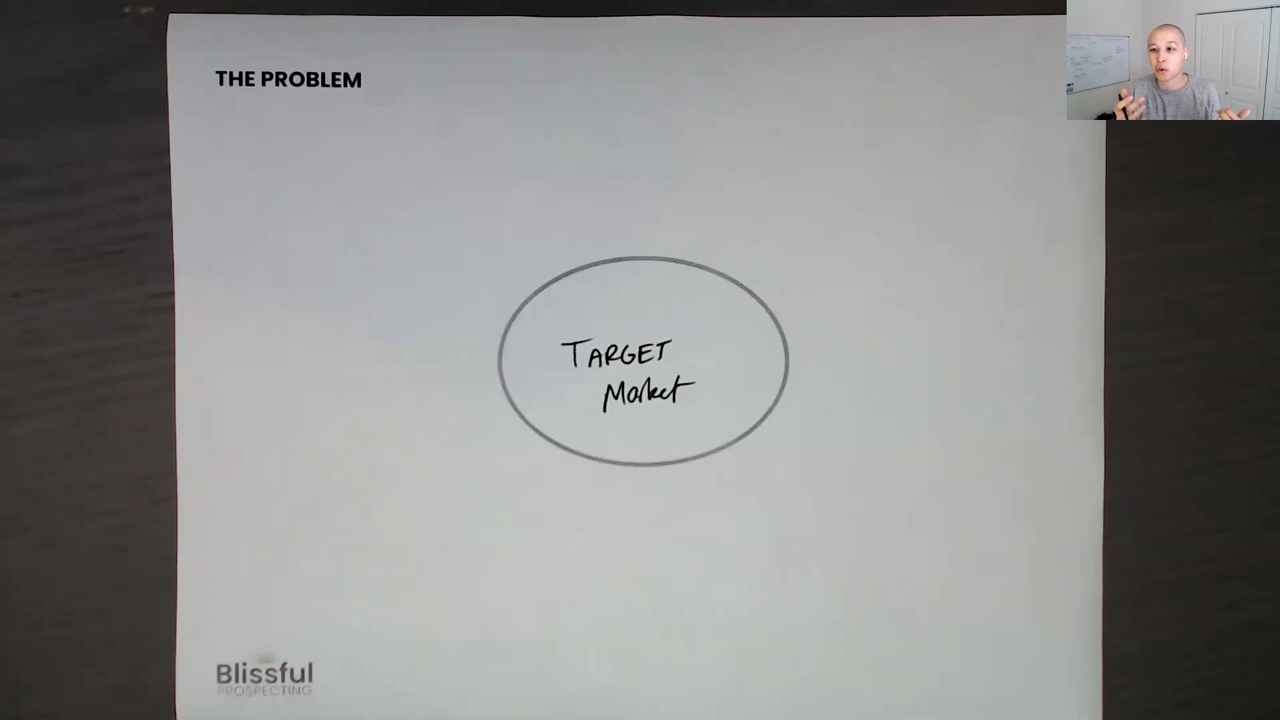 THE PROBLEM
TARGET
Market
Blissful
PROSPECTING